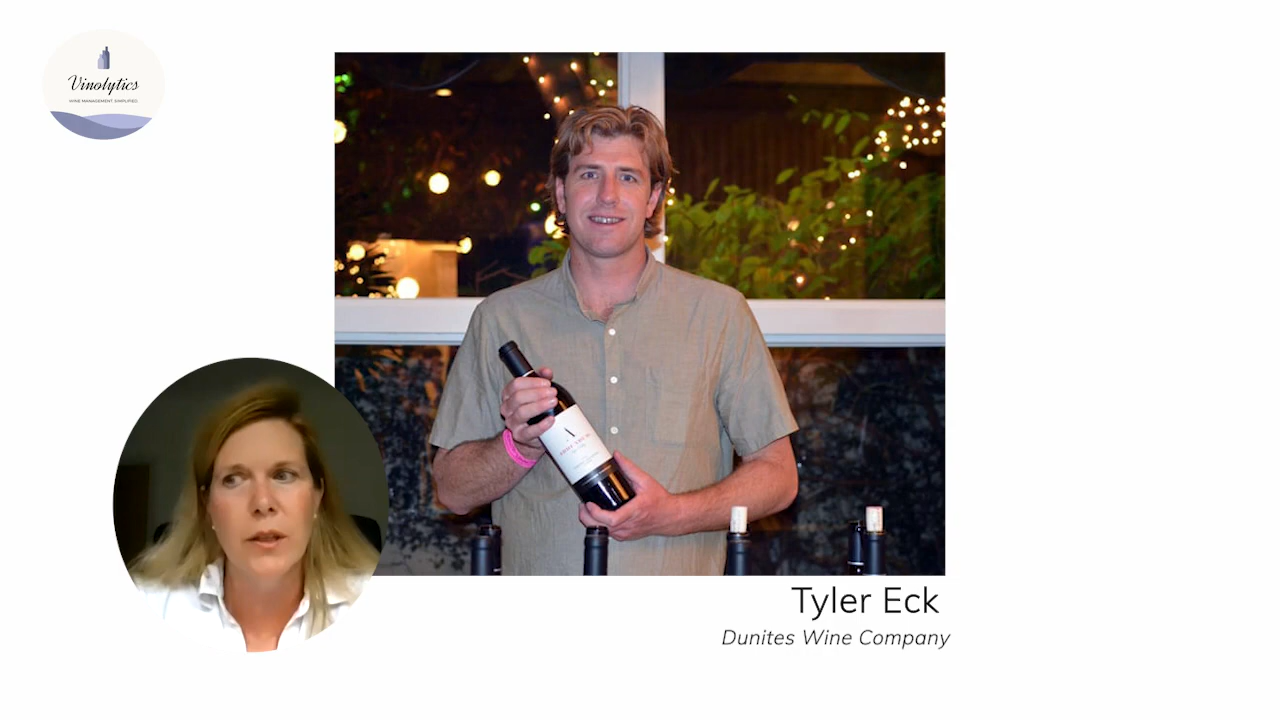 Vinolytics
WINE MANAGEMENT, SIMPLIFIED
A
Tyler Eck
Dunites Wine Company